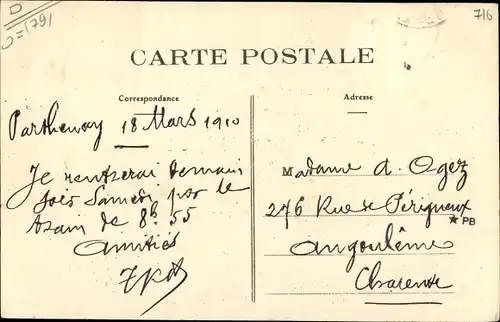 D=1791
716
CARTE POSTALE
Correspondance
Adresse
Parthenay 18 Mars 1910
Je rentrerai demain
soir Samedi par le
train de 8h 55
Amitiés
Madame A. Ogez
276 Rue de Périgueux
★PB
Angoulême
Charente